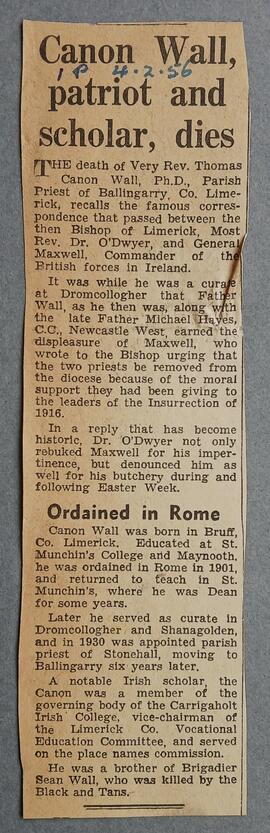 Canon Wall,
I P 4.2.56
patriot and
scholar, dies
THE death of Very Rev. Thomas
Canon Wall, Ph.D., Parish
Priest of Ballingarry, Co. Lime-
rick, recalls the famous corres-
pondence that passed between the
then Bishop of Limerick, Most
Rev. Dr. O'Dwyer, and General
Maxwell, Commander of the
British forces in Ireland.
It was while he was a curate
at Dromcollogher that Father
Wall, as he then was, along with
the late Father Michael Hayes,
C.C., Newcastle West, earned the
displeasure of Maxwell, who
wrote to the Bishop urging that
the two priests be removed from
the diocese because of the moral
support they had been giving to
the leaders of the Insurrection of
1916.
In a reply that has become
historic, Dr. O'Dwyer not only
rebuked Maxwell for his imper-
tinence, but denounced him as
well for his butchery during and
following Easter Week.
Ordained in Rome
Canon Wall was born in Bruff,
Co. Limerick. Educated at St.
Munchin's College and Maynooth,
he was ordained in Rome in 1901,
and returned to teach in St.
Munchin's, where he was Dean
for some years.
Later he served as curate in
Dromcollogher and Shanagolden,
and in 1930 was appointed parish
priest of Stonehall, moving to
Ballingarry six years later.
A notable Irish scholar, the
Canon was a member of the
governing body of the Carrigaholt
Irish College, vice-chairman of
the Limerick Co. Vocational
Education Committee, and served
on the place names commission.
He was a brother of Brigadier
Sean Wall, who was killed by the
Black and Tans.